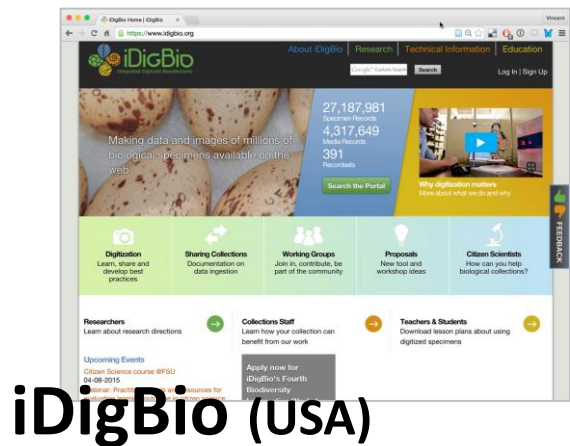 iDigBio Home | iDigBio
Vincent
https://www.idigbio.org
About iDigBio | Research | Technical Information | Education
iDigBio
Integrated Digitized Biocollections
Google Custom Search
Search
Log In | Sign Up
Making data and images of millions of biological specimens available on the web
27,187,981
Specimen Records
4,317,649
Media Records
391
Recordsets
Search the Portal
Why digitization matters
More about what we do and why
FEEDBACK
Digitization
Learn, share and
develop best
practices
Sharing Collections
Documentation on
data ingestion
Working Groups
Join in, contribute, be
part of the community
Proposals
New tool and
workshop ideas
Citizen Scientists
How can you help
biological collections?
Researchers
Learn about research directions
Collections Staff
Learn how your collection can
benefit from our work
Teachers & Students
Download lesson plans about using
digitized specimens
Upcoming Events
Citizen Science course @FSU
04-08-2015
Apply now for
iDigBio's Fourth
Biodiversity
iDigBio (USA)